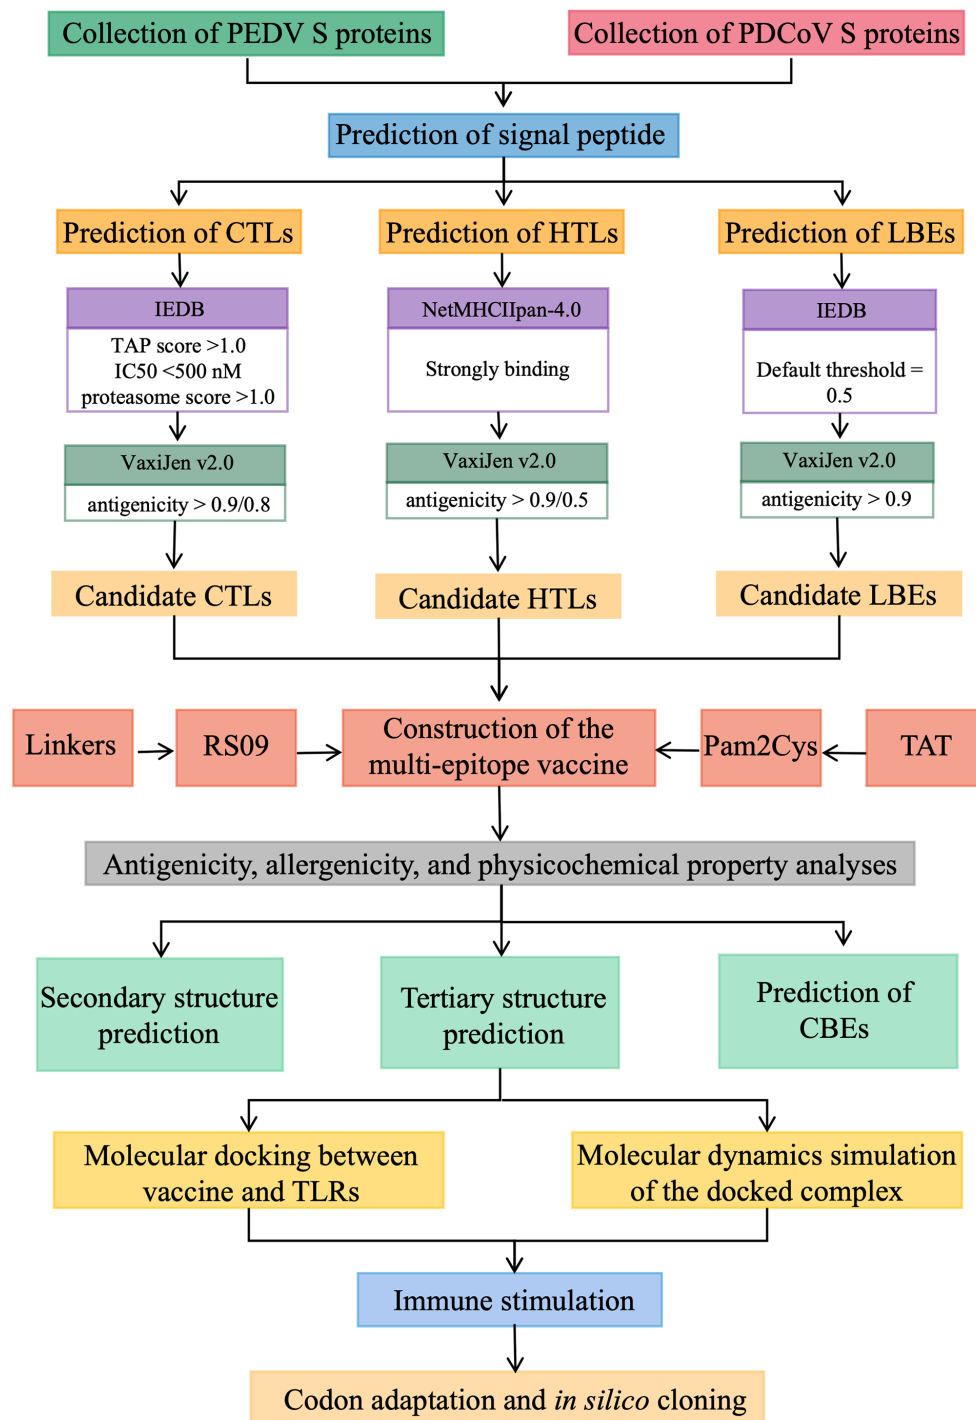 Collection of PEDV S proteins
Collection of PDCoV S proteins
Prediction of signal peptide
Prediction of CTLs
Prediction of HTLs
Prediction of LBEs
IEDB
TAP score >1.0
IC50 <500 nM
proteasome score >1.0
NetMHCIIpan-4.0
Strongly binding
IEDB
Default threshold =
0.5
VaxiJen v2.0
antigenicity > 0.9/0.8
VaxiJen v2.0
antigenicity > 0.9/0.5
VaxiJen v2.0
antigenicity > 0.9
Candidate CTLs
Candidate HTLs
Candidate LBEs
Linkers
RS09
Construction of the
multi-epitope vaccine
Pam2Cys
TAT
Antigenicity, allergenicity, and physicochemical property analyses
Secondary structure
prediction
Tertiary structure
prediction
Prediction of
CBEs
Molecular docking between
vaccine and TLRs
Molecular dynamics simulation
of the docked complex
Immune stimulation
Codon adaptation and in silico cloning